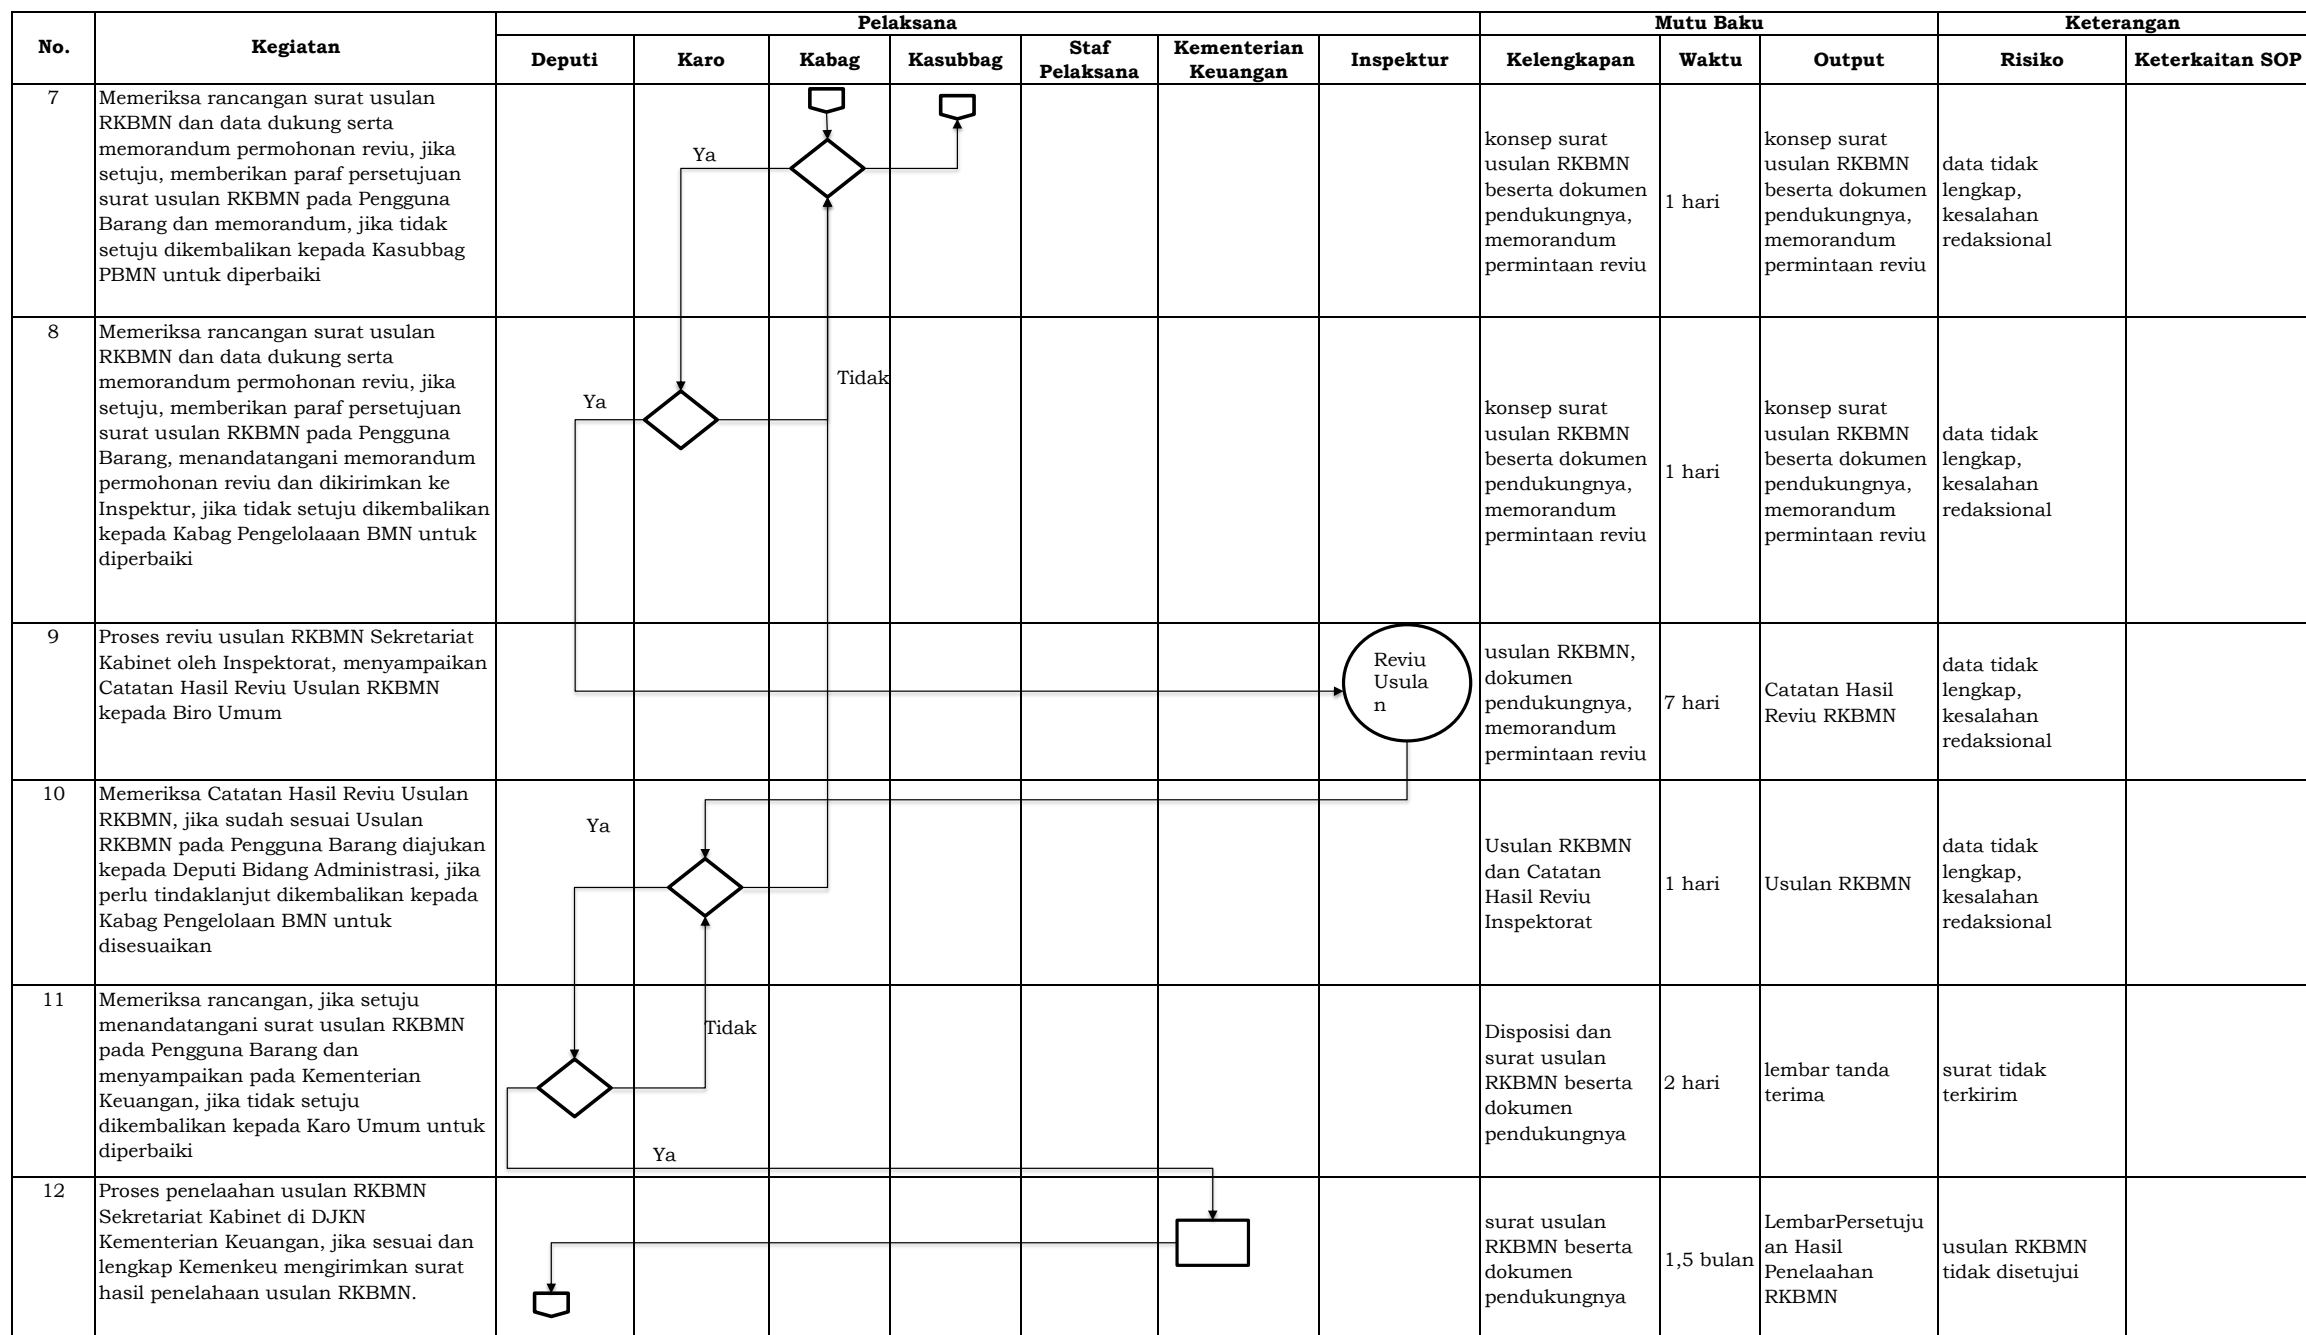 No.
Kegiatan
Pelaksana
Mutu Baku
Keterangan
Deputi
Karo
Kabag
Kasubbag
Staf
Pelaksana
Kementerian
Keuangan
Inspektur
Kelengkapan
Waktu
Output
Risiko
Keterkaitan SOP
7
Memeriksa rancangan surat usulan
RKBMN dan data dukung serta
memorandum permohonan reviu, jika
setuju, memberikan paraf persetujuan
surat usulan RKBMN pada Pengguna
Barang dan memorandum, jika tidak
setuju dikembalikan kepada Kasubbag
PBMN untuk diperbaiki
Ya
konsep surat
usulan RKBMN
beserta dokumen
pendukungnya,
memorandum
permintaan reviu
1 hari
konsep surat
usulan RKBMN
beserta dokumen
pendukungnya,
memorandum
permintaan reviu
data tidak
lengkap,
kesalahan
redaksional
8
Memeriksa rancangan surat usulan
RKBMN dan data dukung serta
memorandum permohonan reviu, jika
setuju, memberikan paraf persetujuan
surat usulan RKBMN pada Pengguna
Barang, menandatangani memorandum
permohonan reviu dan dikirimkan ke
Inspektur, jika tidak setuju dikembalikan
kepada Kabag Pengelolaaan BMN untuk
diperbaiki
Ya
Tidak
konsep surat
usulan RKBMN
beserta dokumen
pendukungnya,
memorandum
permintaan reviu
1 hari
konsep surat
usulan RKBMN
beserta dokumen
pendukungnya,
memorandum
permintaan reviu
data tidak
lengkap,
kesalahan
redaksional
9
Proses reviu usulan RKBMN Sekretariat
Kabinet oleh Inspektorat, menyampaikan
Catatan Hasil Reviu Usulan RKBMN
kepada Biro Umum
Reviu
Usula
n
usulan RKBMN,
dokumen
pendukungnya,
memorandum
permintaan reviu
7 hari
Catatan Hasil
Reviu RKBMN
data tidak
lengkap,
kesalahan
redaksional
10
Memeriksa Catatan Hasil Reviu Usulan
RKBMN, jika sudah sesuai Usulan
RKBMN pada Pengguna Barang diajukan
kepada Deputi Bidang Administrasi, jika
perlu tindaklanjut dikembalikan kepada
Kabag Pengelolaan BMN untuk
disesuaikan
Ya
Usulan RKBMN
dan Catatan
Hasil Reviu
Inspektorat
1 hari
Usulan RKBMN
data tidak
lengkap,
kesalahan
redaksional
11
Memeriksa rancangan, jika setuju
menandatangani surat usulan RKBMN
pada Pengguna Barang dan
menyampaikan pada Kementerian
Keuangan, jika tidak setuju
dikembalikan kepada Karo Umum untuk
diperbaiki
Tidak
Ya
Disposisi dan
surat usulan
RKBMN beserta
dokumen
pendukungnya
2 hari
lembar tanda
terima
surat tidak
terkirim
12
Proses penelaahan usulan RKBMN
Sekretariat Kabinet di DJKN
Kementerian Keuangan, jika sesuai dan
lengkap Kemenkeu mengirimkan surat
hasil penelahaan usulan RKBMN.
surat usulan
RKBMN beserta
dokumen
pendukungnya
1,5 bulan
LembarPersetuju
an Hasil
Penelaahan
RKBMN
usulan RKBMN
tidak disetujui